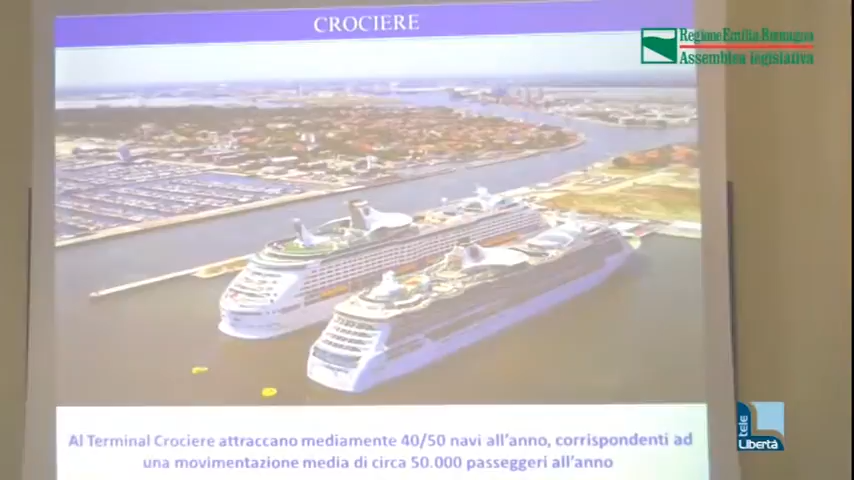 CROCIERE
Regione Emilia Romagna
Assemblea legislativa
Al Terminal Crociere attraccano mediamente 40/50 navi all'anno, corrispondenti ad
una movimentazione media di circa 50.000 passeggeri all'anno
tele
Libertà